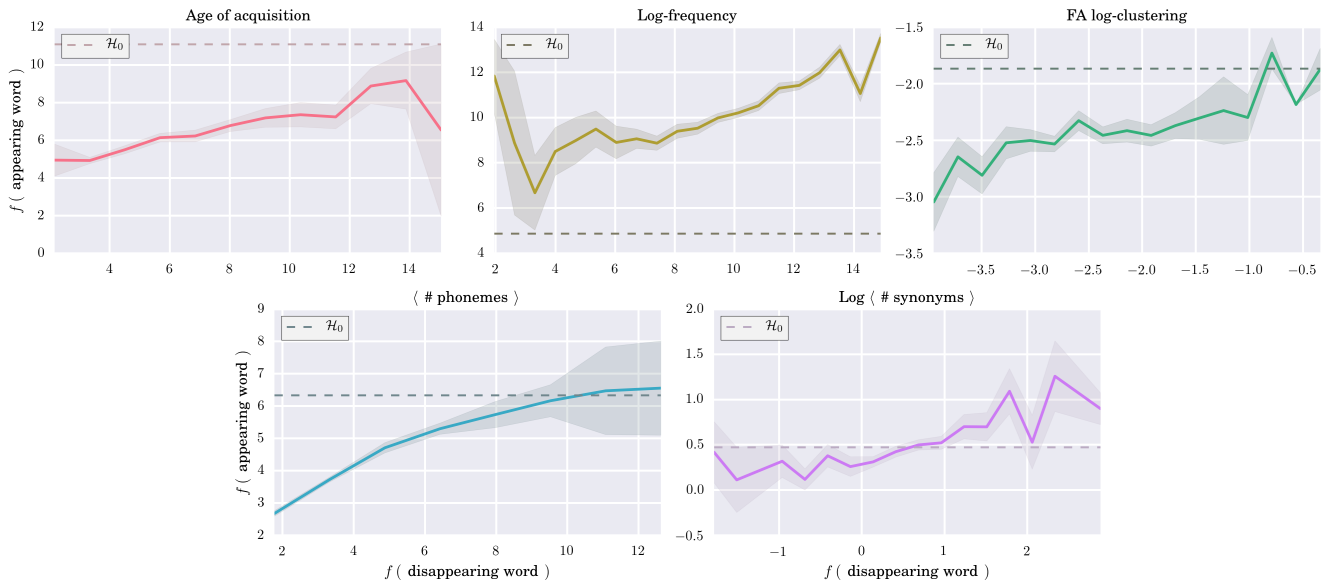 Age of acquisition
f ( appearing word )
ℋ₀
12
10
8
6
4
2
0
4 6 8 10 12 14
Log-frequency
ℋ₀
14
12
10
8
6
4
2 4 6 8 10 12 14
FA log-clustering
ℋ₀
−1.5
−2.0
−2.5
−3.0
−3.5
−3.5 −3.0 −2.5 −2.0 −1.5 −1.0 −0.5
⟨ # phonemes ⟩
f ( appearing word )
ℋ₀
9
8
7
6
5
4
3
2
2 4 6 8 10 12
f ( disappearing word )
Log ⟨ # synonyms ⟩
ℋ₀
2.0
1.5
1.0
0.5
0.0
−0.5
−1 0 1 2
f ( disappearing word )